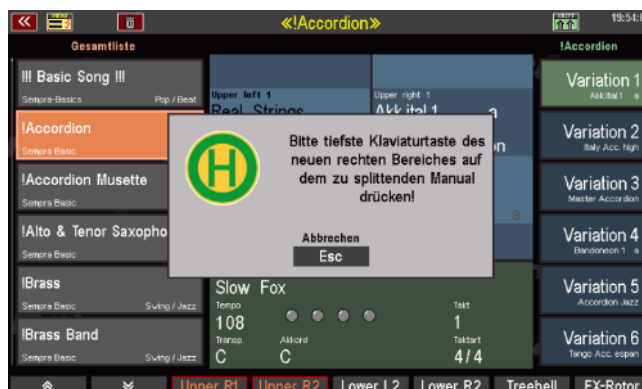 «!Accordion»
19:54:
Gesamtliste
!Accordion
!!! Basic Song !!!
Sempra-Basics Pop / Beat
!Accordion
Sempra Basic
!Accordion Musette
Sempra Basic
!Alto & Tenor Saxopho
Sempra Basic
!Brass
Sempra Basic Swing / Jazz
!Brass Band
Sempra Basic Swing / Jazz
Upper left 1
Real Strings
Upper right 1
Akk.ital.1 a
on
a
H
Bitte tiefste Klaviaturtaste des
neuen rechten Bereiches auf
dem zu splittenden Manual
drücken!
Abbrechen
Esc
Slow Fox
Tempo
108
Takt
1
Transp.
C
Akkord
C
Taktart
4/4
Variation 1
Akk.ital.1 a
Variation 2
Italy Acc. high
Variation 3
Master Accordion
Variation 4
Bandoneon 1 a
Variation 5
Accordion Jazz
Variation 6
Tango Acc. espan
Upper R1 Upper R2 Lower L2 Lower R2 Treehell FX-Rotor